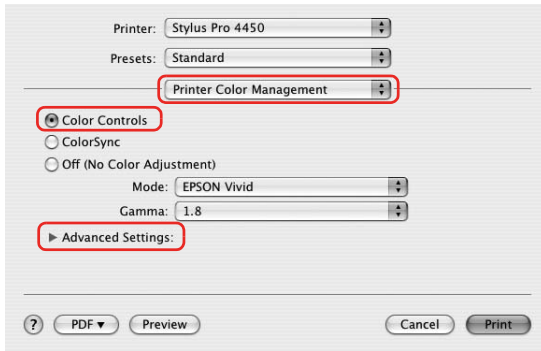 Printer: Stylus Pro 4450
Presets: Standard
Printer Color Management
Color Controls
ColorSync
Off (No Color Adjustment)
Mode: EPSON Vivid
Gamma: 1.8
Advanced Settings:
? PDF Preview Cancel Print